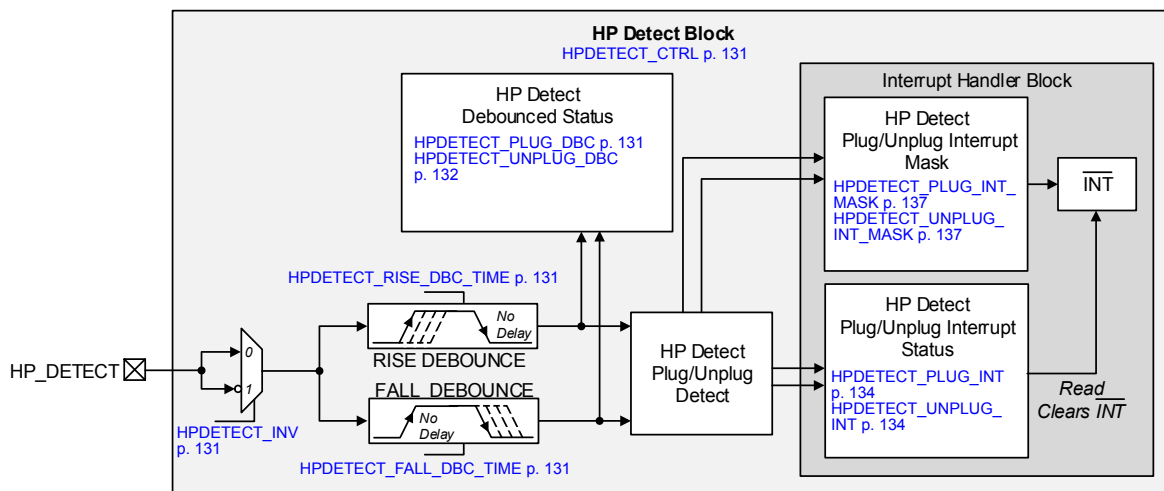 HP Detect Block
HPDETECT_CTRL p. 131
HP Detect
Debounced Status
HPDETECT_PLUG_DBC p. 131
HPDETECT_UNPLUG_DBC
p. 132
Interrupt Handler Block
HP Detect
Plug/Unplug Interrupt
Mask
HPDETECT_PLUG_INT_
MASK p. 137
HPDETECT_UNPLUG_
INT_MASK p. 137
INT
HPDETECT_RISE_DBC_TIME p. 131
No
Delay
RISE DEBOUNCE
HP_DETECT
0
1
HPDETECT_INV
p. 131
FALL DEBOUNCE
No
Delay
HPDETECT_FALL_DBC_TIME p. 131
HP Detect
Plug/Unplug
Detect
HP Detect
Plug/Unplug Interrupt
Status
HPDETECT_PLUG_INT
p. 134
HPDETECT_UNPLUG_
INT p. 134
Read
Clears INT